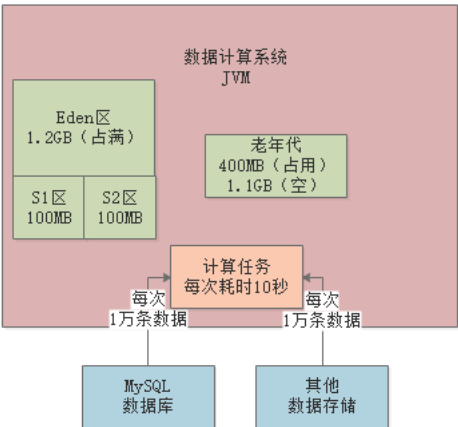 数据计算系统
JVM
Eden区
1.2GB（占满）
S1区
100MB
S2区
100MB
老年代
400MB（占用）
1.1GB（空）
计算任务
每次耗时10秒
每次
1万条数据
每次
1万条数据
MySQL
数据库
其他
数据存储